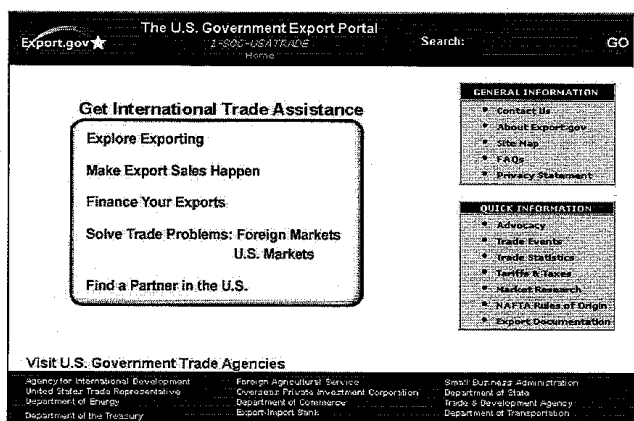 Export.gov
The U.S. Government Export Portal
1-800-USATRADE
Home
Search:
GO
Get International Trade Assistance
Explore Exporting
Make Export Sales Happen
Finance Your Exports
Solve Trade Problems: Foreign Markets
U.S. Markets
Find a Partner in the U.S.
GENERAL INFORMATION
• Contact Us
• About Export.gov
• Site Map
• FAQs
• Privacy Statement
QUICK INFORMATION
• Advocacy
• Trade Events
• Trade Statistics
• Tariffs & Taxes
• Market Research
• NAFTA Rules of Origin
• Export Documentation
Visit U.S. Government Trade Agencies
Agency for International Development
United States Trade Representative
Department of Energy
Department of the Treasury
Foreign Agricultural Service
Overseas Private Investment Corporation
Department of Commerce
Export-Import Bank
Small Business Administration
Department of State
Trade & Development Agency
Department of Transportation